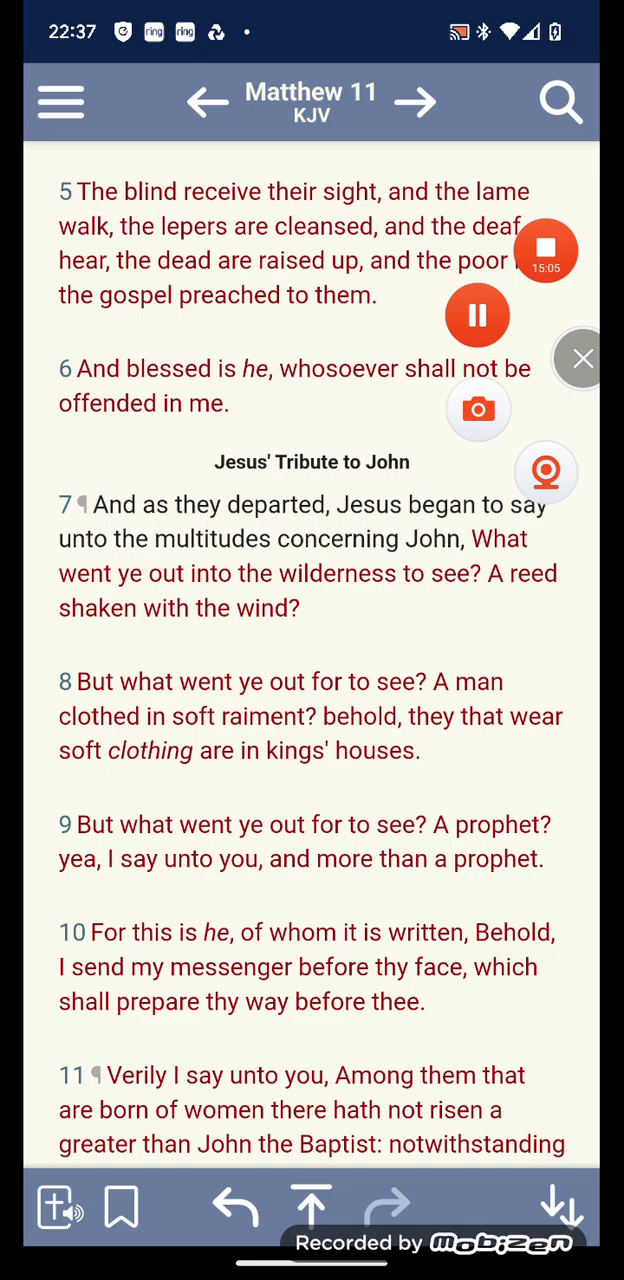 22:37
ring ring
Matthew 11
KJV
5 The blind receive their sight, and the lame
walk, the lepers are cleansed, and the deaf
hear, the dead are raised up, and the poor
15:05
the gospel preached to them.
6 And blessed is he, whosoever shall not be
offended in me.
Jesus' Tribute to John
7 ¶ And as they departed, Jesus began to say
unto the multitudes concerning John, What
went ye out into the wilderness to see? A reed
shaken with the wind?
8 But what went ye out for to see? A man
clothed in soft raiment? behold, they that wear
soft clothing are in kings' houses.
9 But what went ye out for to see? A prophet?
yea, I say unto you, and more than a prophet.
10 For this is he, of whom it is written, Behold,
I send my messenger before thy face, which
shall prepare thy way before thee.
11 ¶ Verily I say unto you, Among them that
are born of women there hath not risen a
greater than John the Baptist: notwithstanding
Recorded by mobizen